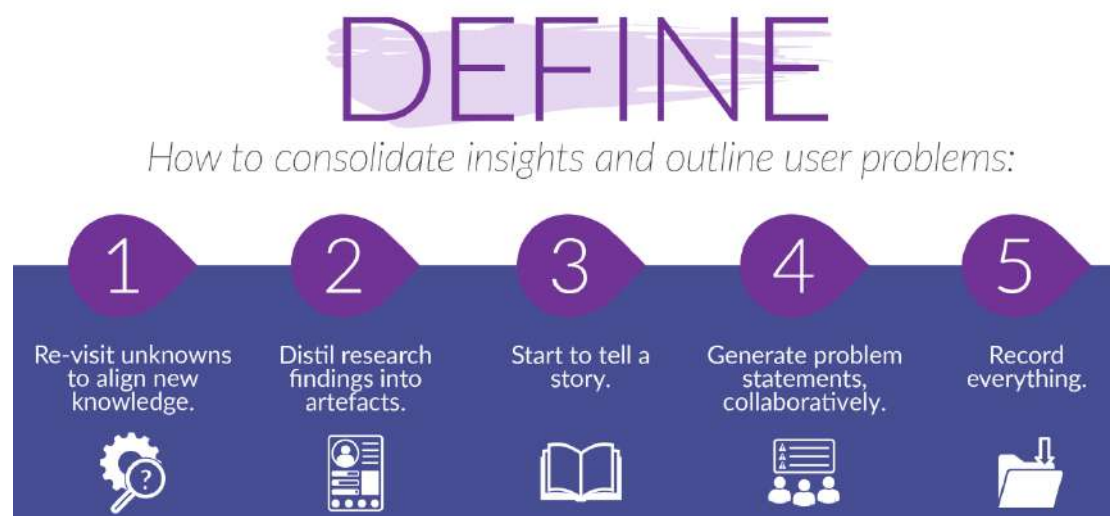 DEFINE
How to consolidate insights and outline user problems:
1
Re-visit unknowns
to align new
knowledge.
2
Distil research
findings into
artefacts.
3
Start to tell a
story.
4
Generate problem
statements,
collaboratively.
5
Record
everything.
?